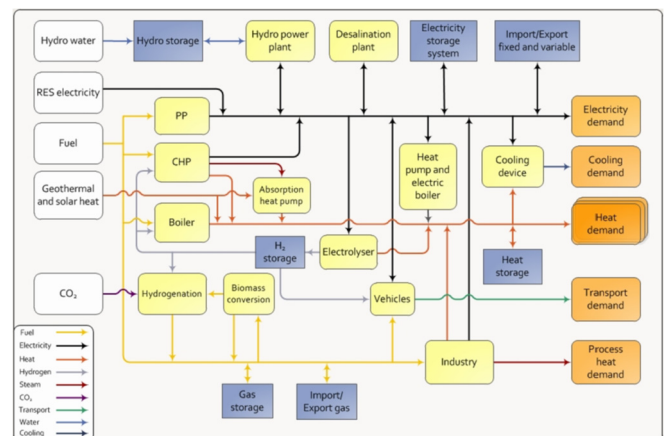 Hydro water
Hydro storage
Hydro power
plant
Desalination
plant
Electricity
storage
system
Import/Export
fixed and variable
RES electricity
PP
Electricity
demand
Fuel
CHP
Heat
pump and
electric
boiler
Cooling
device
Cooling
demand
Geothermal
and solar heat
Absorption
heat pump
Boiler
Heat
demand
H₂
storage
Electrolyser
Heat
storage
CO₂
Hydrogenation
Biomass
conversion
Vehicles
Transport
demand
Fuel
Electricity
Heat
Hydrogen
Steam
CO₂
Transport
Water
Cooling
Industry
Process
heat
demand
Gas
storage
Import/
Export gas